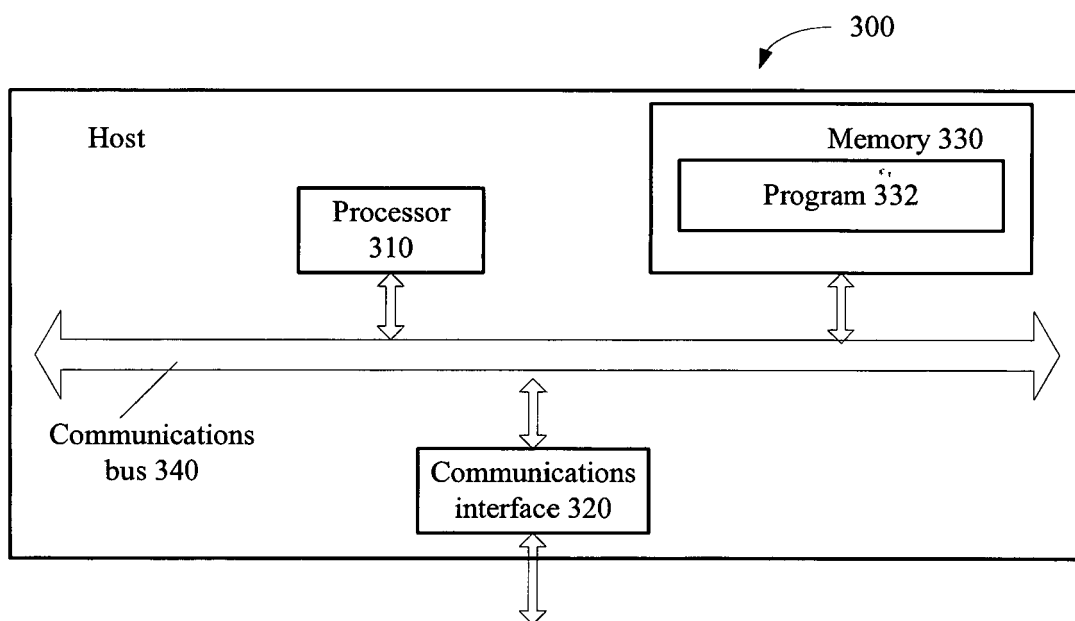 300
Host
Memory 330
Program 332
Processor
310
Communications
bus 340
Communications
interface 320